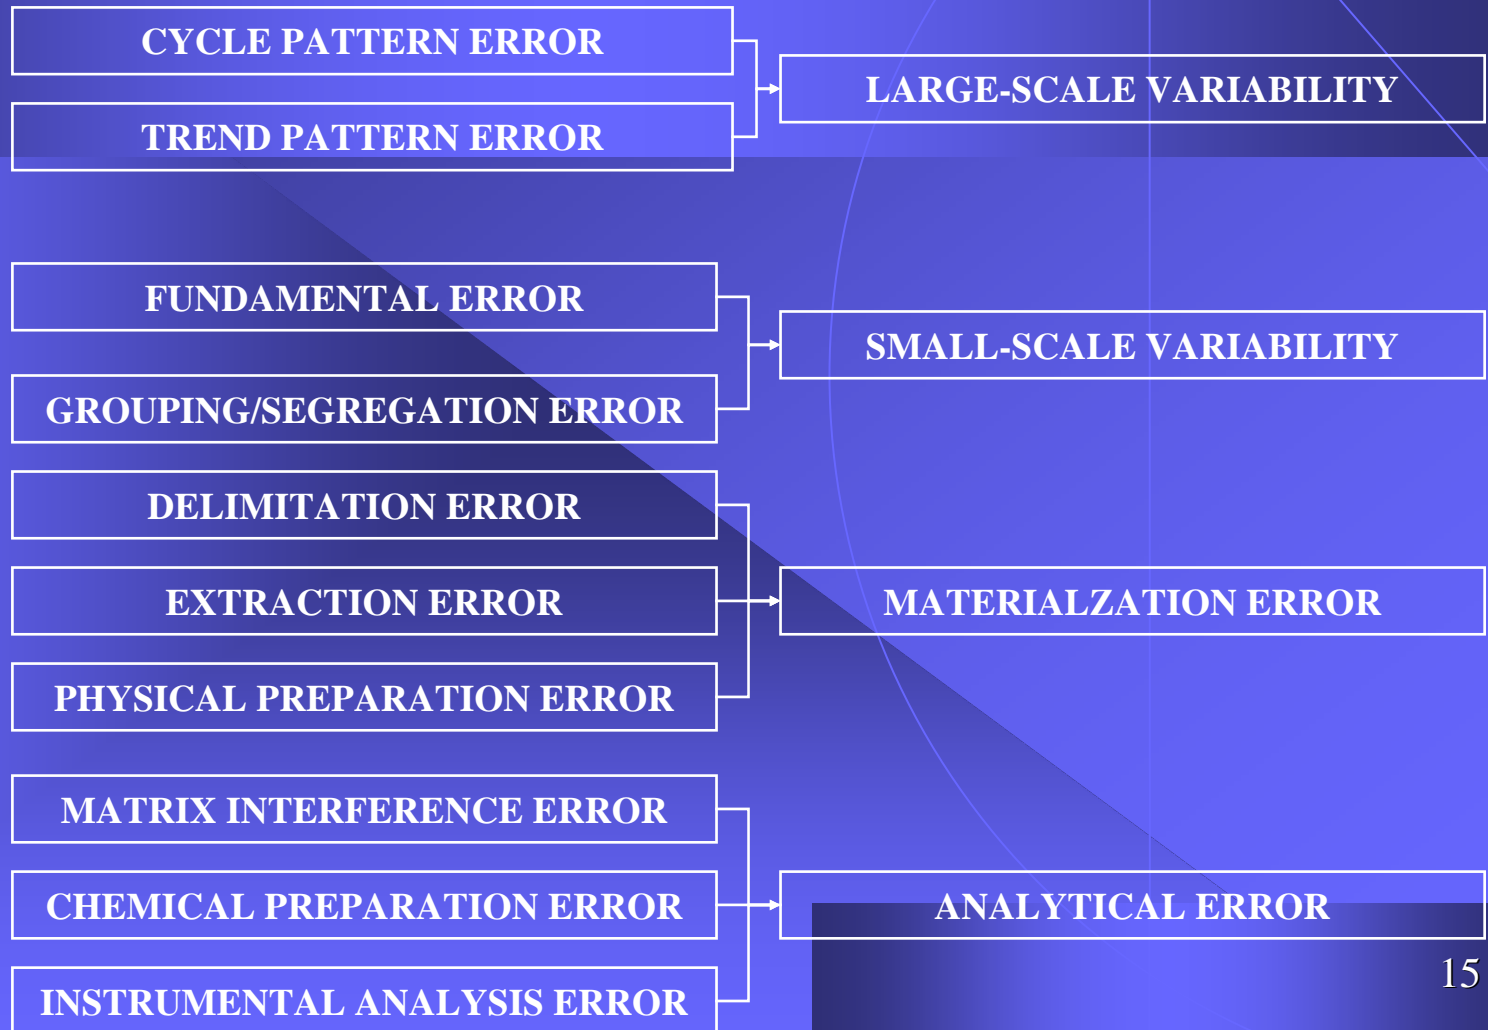 CYCLE PATTERN ERROR
TREND PATTERN ERROR
LARGE-SCALE VARIABILITY
FUNDAMENTAL ERROR
GROUPING/SEGREGATION ERROR
SMALL-SCALE VARIABILITY
DELIMITATION ERROR
EXTRACTION ERROR
PHYSICAL PREPARATION ERROR
MATERIALZATION ERROR
MATRIX INTERFERENCE ERROR
CHEMICAL PREPARATION ERROR
INSTRUMENTAL ANALYSIS ERROR
ANALYTICAL ERROR
15